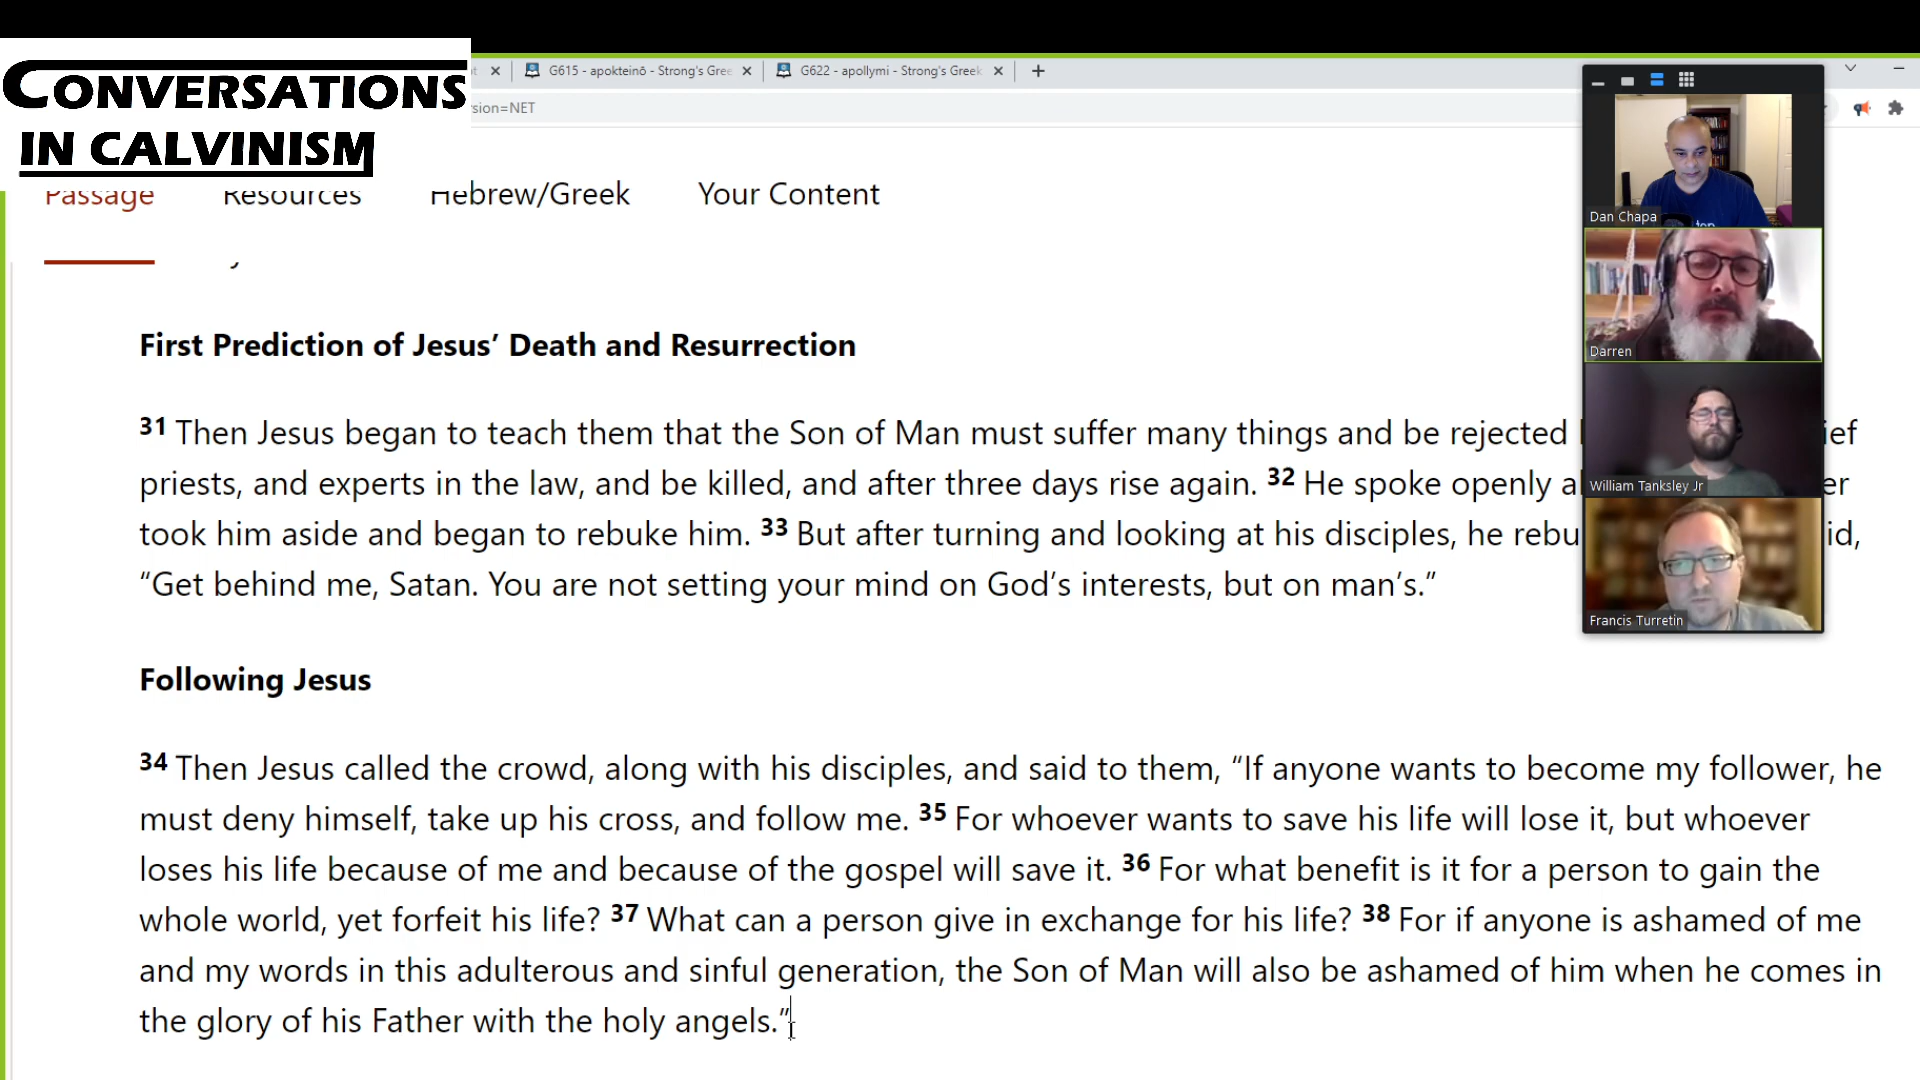 CONVERSATIONS
IN CALVINISM
G615 - apokteinō - Strong's Gree
G622 - apollymi - Strong's Greek
sion=NET
Passage Resources Hebrew/Greek Your Content
First Prediction of Jesus’ Death and Resurrection
31 Then Jesus began to teach them that the Son of Man must suffer many things and be rejected ief
priests, and experts in the law, and be killed, and after three days rise again. 32 He spoke openly a er
took him aside and began to rebuke him. 33 But after turning and looking at his disciples, he rebu id,
“Get behind me, Satan. You are not setting your mind on God’s interests, but on man’s.”
Following Jesus
34 Then Jesus called the crowd, along with his disciples, and said to them, “If anyone wants to become my follower, he
must deny himself, take up his cross, and follow me. 35 For whoever wants to save his life will lose it, but whoever
loses his life because of me and because of the gospel will save it. 36 For what benefit is it for a person to gain the
whole world, yet forfeit his life? 37 What can a person give in exchange for his life? 38 For if anyone is ashamed of me
and my words in this adulterous and sinful generation, the Son of Man will also be ashamed of him when he comes in
the glory of his Father with the holy angels.”
Dan Chapa
Darren
William Tanksley Jr
Francis Turretin